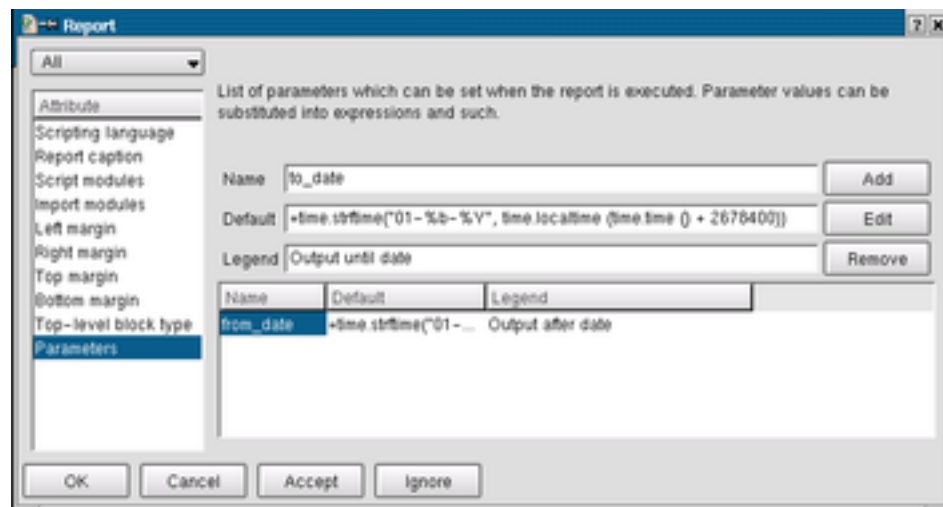 Report
All
Attribute
Scripting language
Report caption
Script modules
Import modules
Left margin
Right margin
Top margin
Bottom margin
Top-level block type
Parameters
List of parameters which can be set when the report is executed. Parameter values can be
substituted into expressions and such.
Name to_date Add
Default +time.strftime("01-%b-%Y", time.localtime (time.time () + 2678400)) Edit
Legend Output until date Remove
Name Default Legend
from_date +time.strftime("01-... Output after date
OK Cancel Accept Ignore